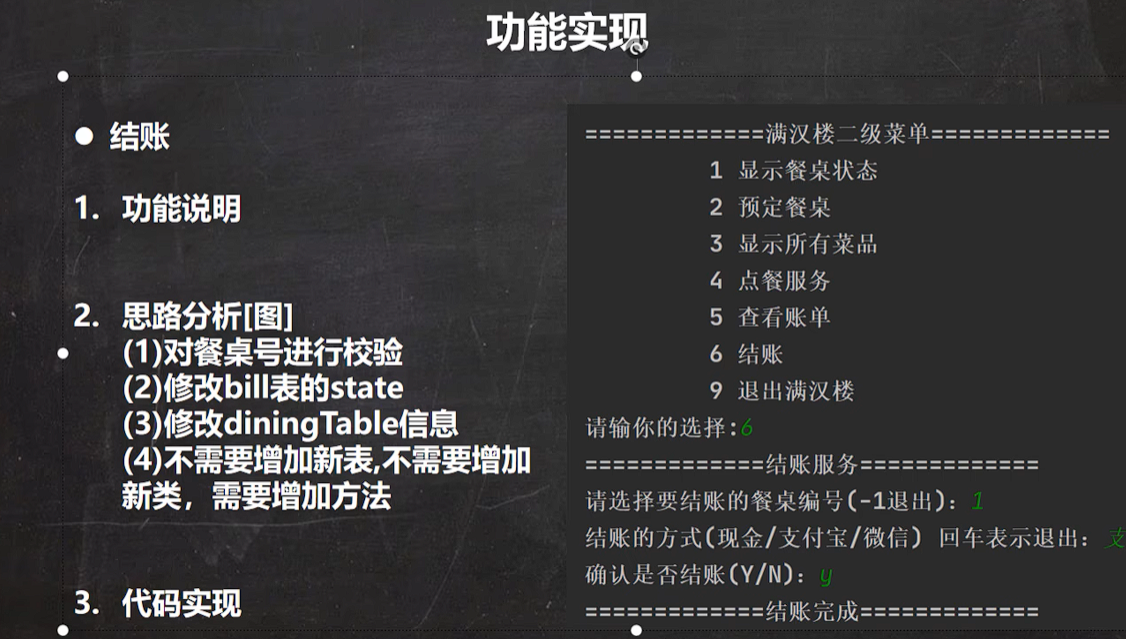 功能实现
● 结账
1. 功能说明
2. 思路分析[图]
(1)对餐桌号进行校验
(2)修改bill表的state
(3)修改diningTable信息
(4)不需要增加新表,不需要增加
新类，需要增加方法
3. 代码实现
=============满汉楼二级菜单=============
1 显示餐桌状态
2 预定餐桌
3 显示所有菜品
4 点餐服务
5 查看账单
6 结账
9 退出满汉楼
请输你的选择:6
=============结账服务=============
请选择要结账的餐桌编号(-1退出): 1
结账的方式(现金/支付宝/微信) 回车表示退出: 支
确认是否结账(Y/N): y
=============结账完成=============